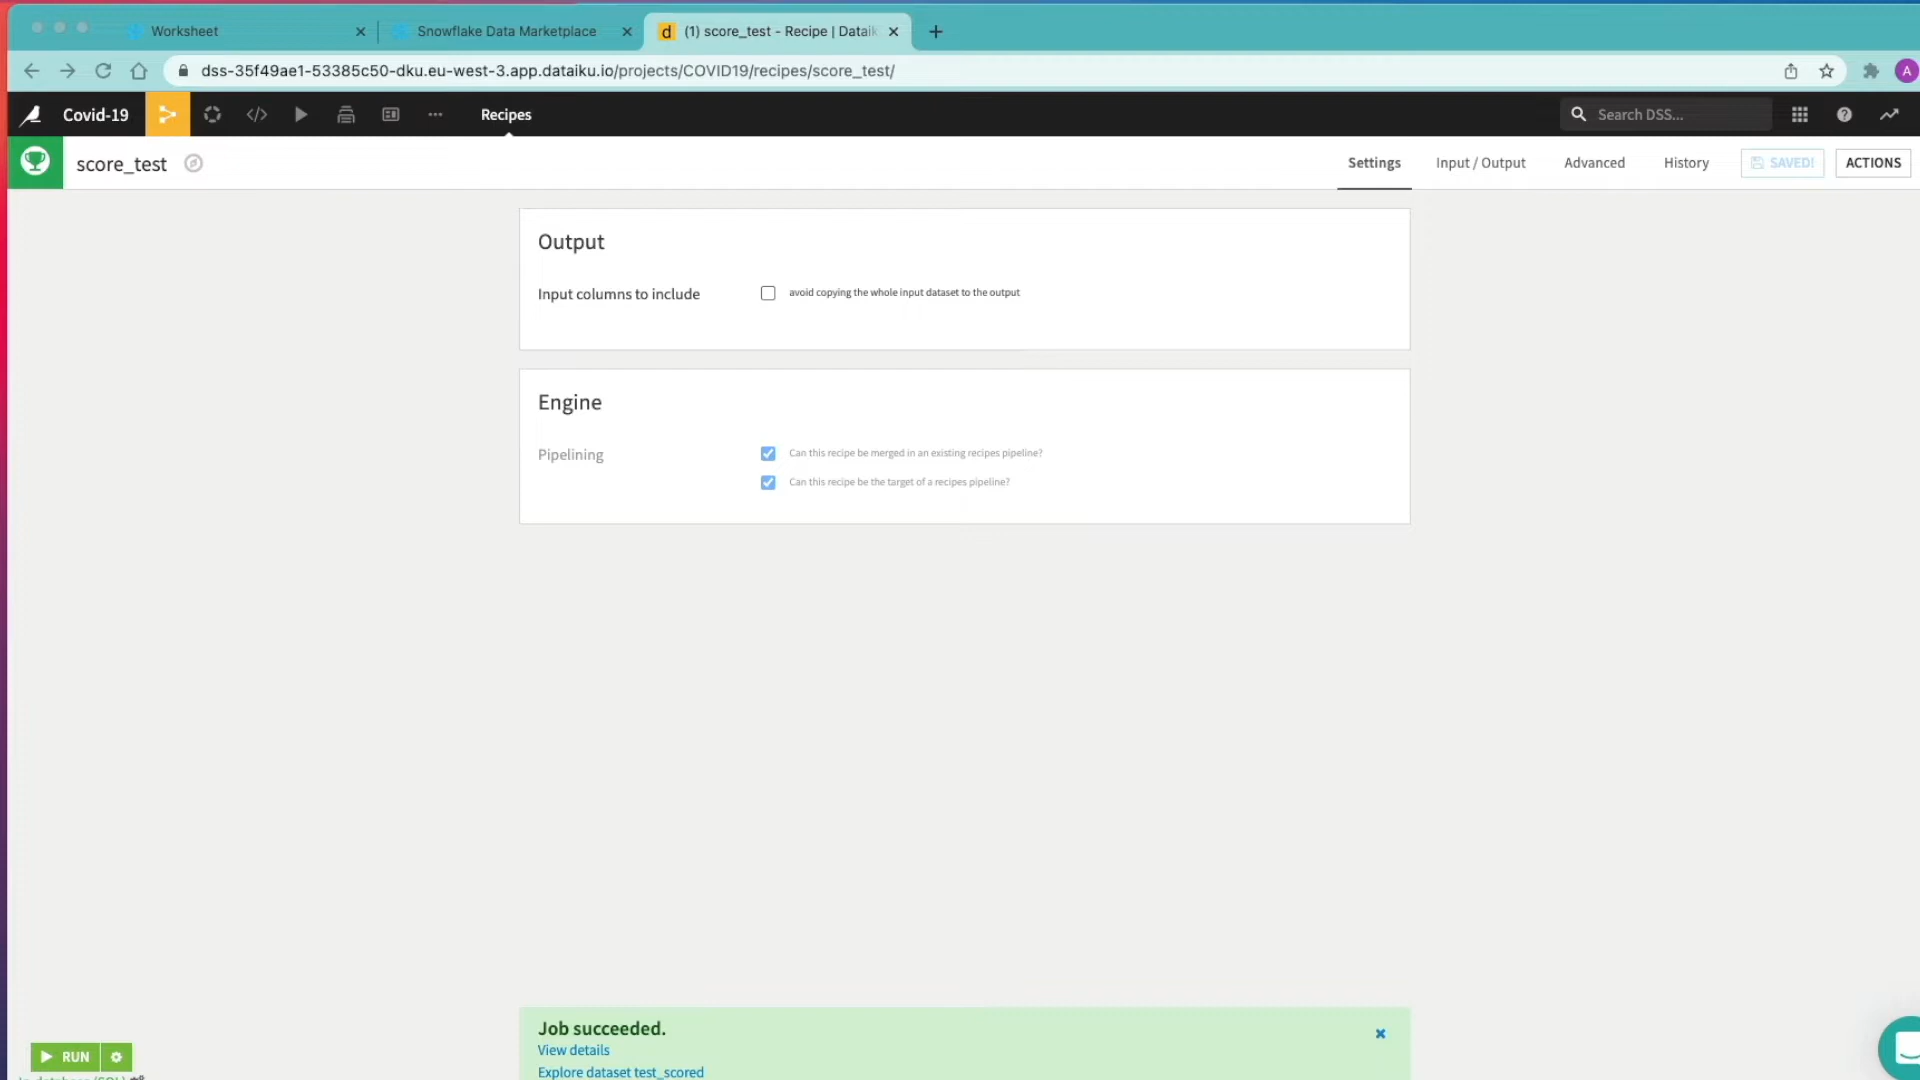 Worksheet
Snowflake Data Marketplace
d (1) score_test - Recipe | Dataik
dss-35f49ae1-53385c50-dku.eu-west-3.app.dataiku.io/projects/COVID19/recipes/score_test/
A
Covid-19
Recipes
Search DSS...
score_test
Settings
Input / Output
Advanced
History
SAVED!
ACTIONS
Output
Input columns to include
avoid copying the whole input dataset to the output
Engine
Pipelining
Can this recipe be merged in an existing recipes pipeline?
Can this recipe be the target of a recipes pipeline?
Job succeeded.
View details
Explore dataset test_scored
RUN